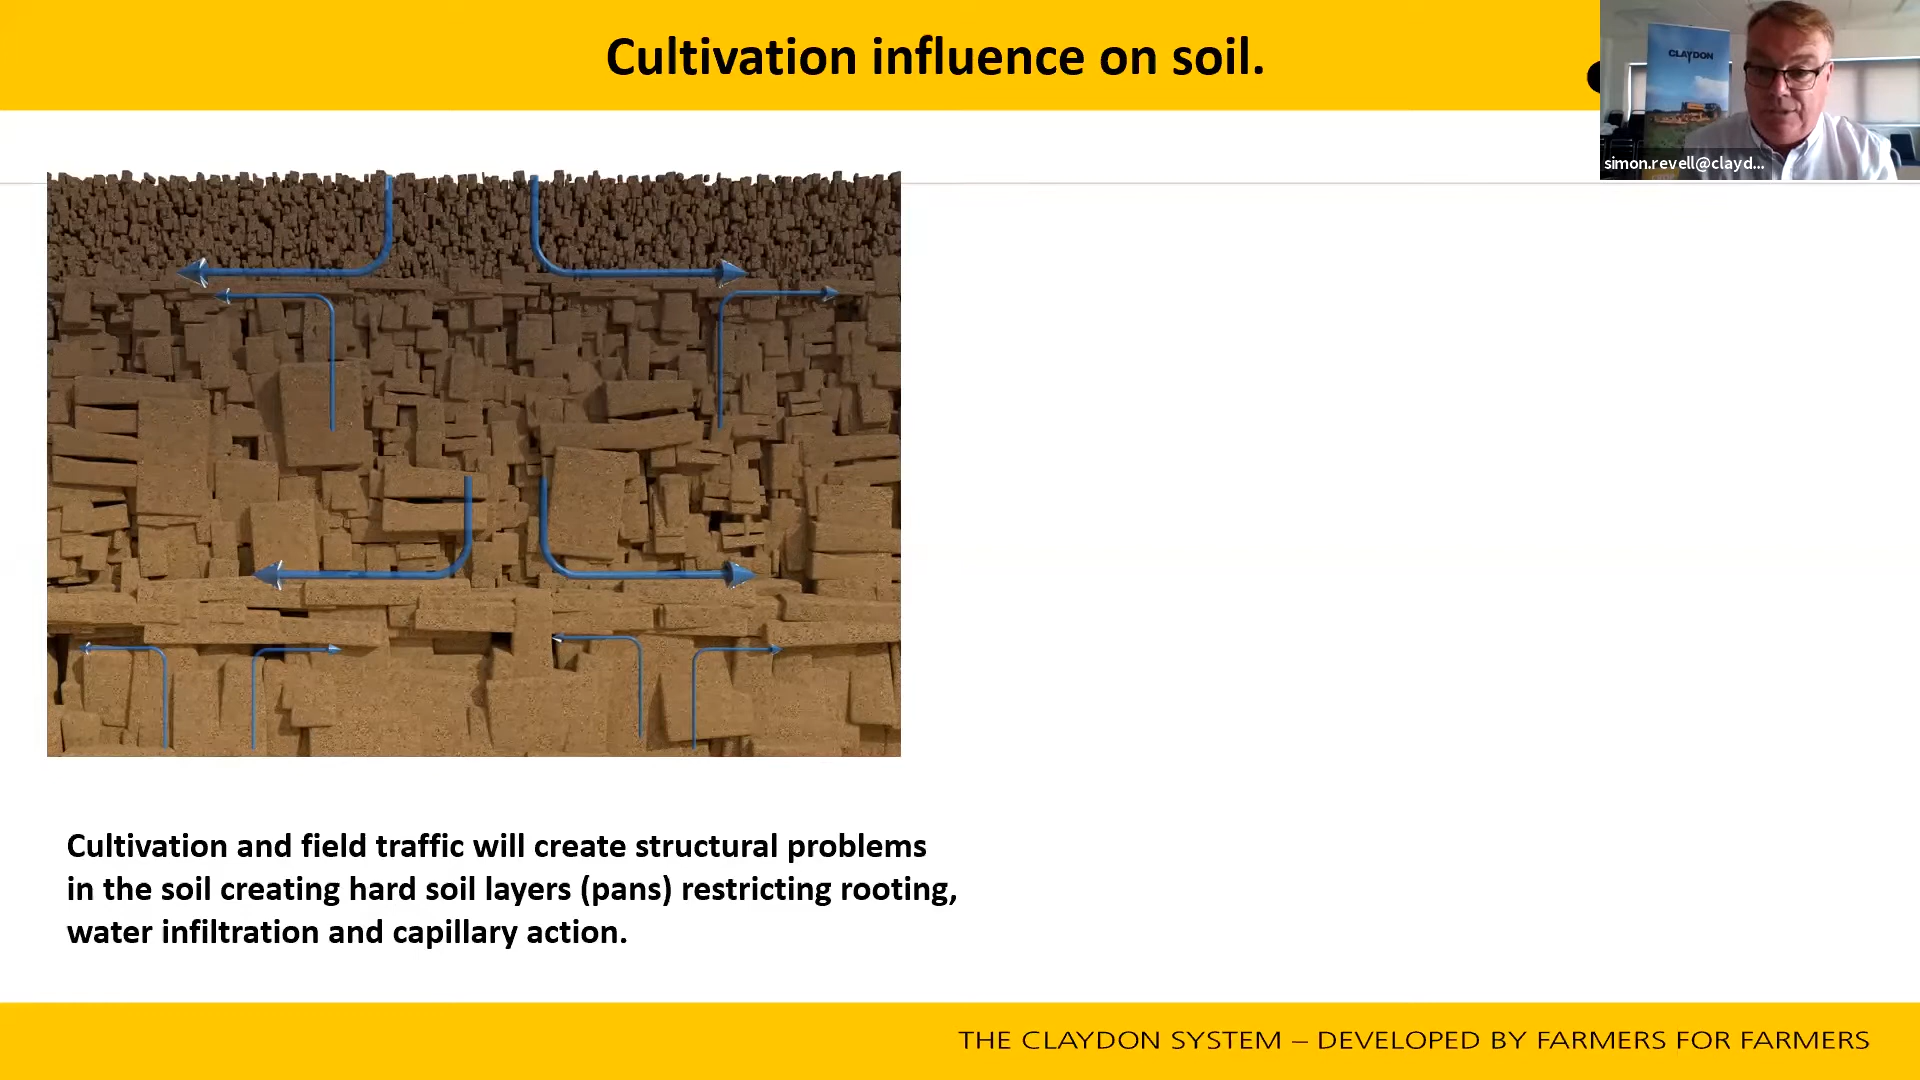 Cultivation influence on soil.
CLAYDON
simon.revell@clayd...
Cultivation and field traffic will create structural problems
in the soil creating hard soil layers (pans) restricting rooting,
water infiltration and capillary action.
THE CLAYDON SYSTEM – DEVELOPED BY FARMERS FOR FARMERS